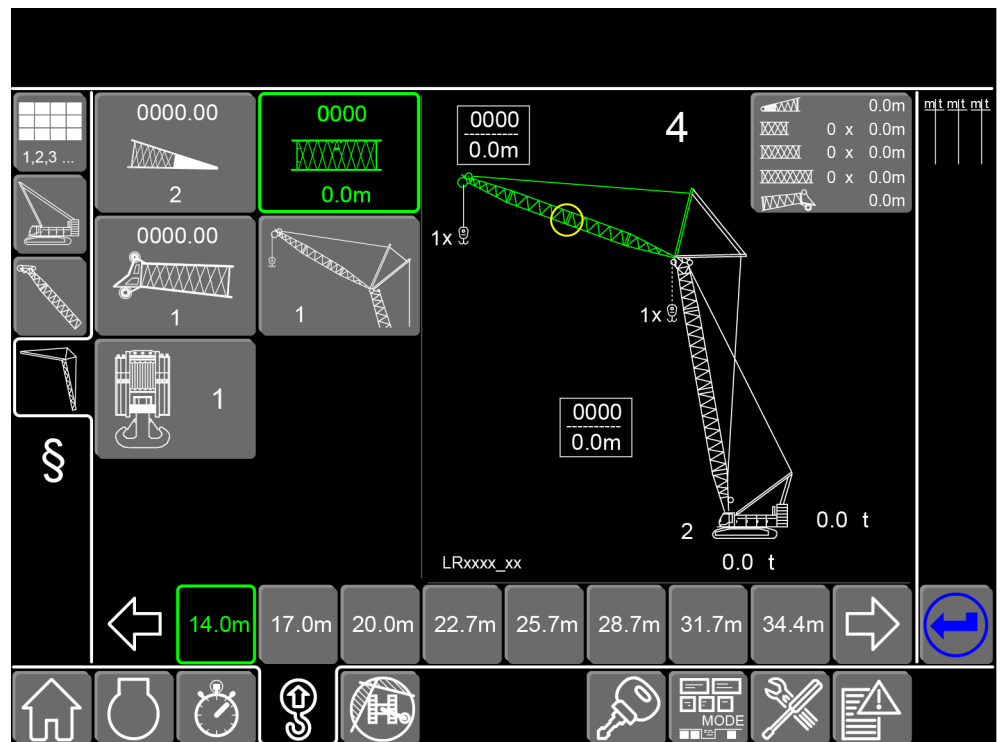 1,2,3 ...
0000.00
2
0000
0.0m
0000.00
1
1
1
§
0000
0.0m
4
0.0m
0 x 0.0m
0 x 0.0m
0 x 0.0m
0.0m
m|t m|t m|t
1x
1x
0000
0.0m
2
0.0 t
0.0 t
LRxxxx_xx
14.0m
17.0m
20.0m
22.7m
25.7m
28.7m
31.7m
34.4m
MODE